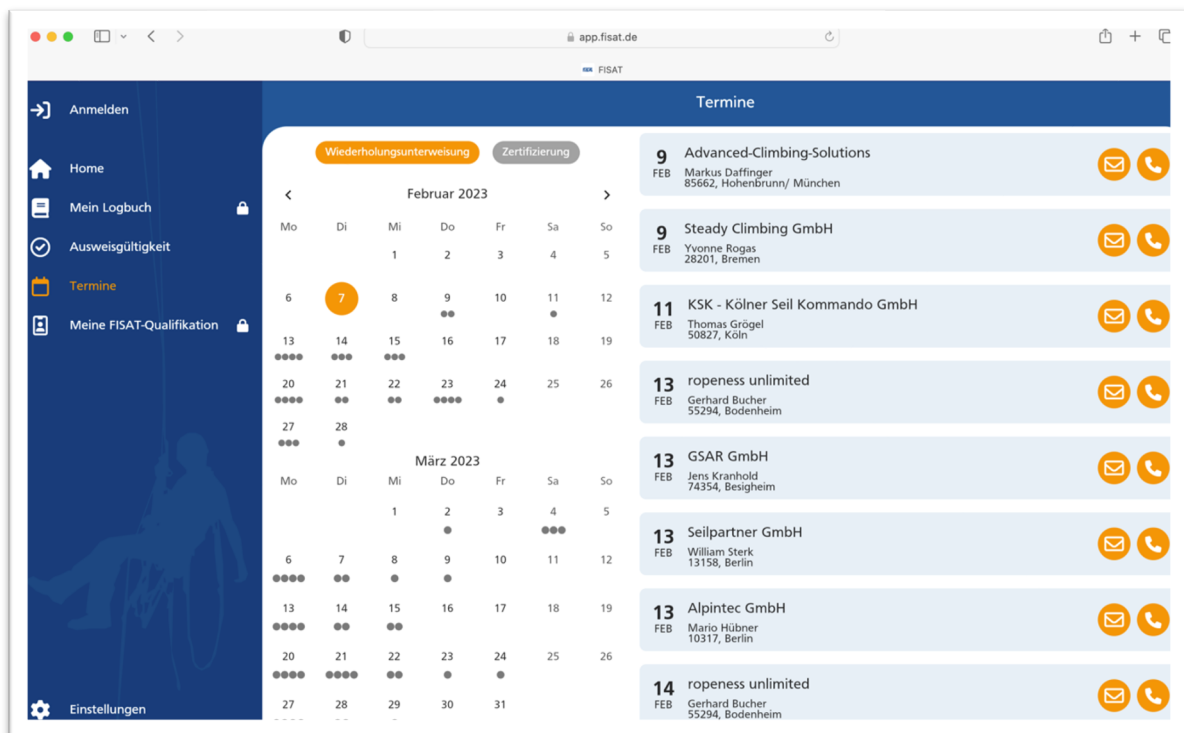 app.fisat.de
FISAT
Anmelden
Home
Mein Logbuch
Ausweisgültigkeit
Termine
Meine FISAT-Qualifikation
Einstellungen
Termine
Wiederholungsunterweisung Zertifizierung
Februar 2023
Mo Di Mi Do Fr Sa So
1 2 3 4 5
6 7 8 9 10 11 12
13 14 15 16 17 18 19
20 21 22 23 24 25 26
27 28
März 2023
Mo Di Mi Do Fr Sa So
1 2 3 4 5
6 7 8 9 10 11 12
13 14 15 16 17 18 19
20 21 22 23 24 25 26
27 28 29 30 31
9 FEB
Advanced-Climbing-Solutions
Markus Daffinger
85662, Hohenbrunn/ München
9 FEB
Steady Climbing GmbH
Yvonne Rogas
28201, Bremen
11 FEB
KSK - Kölner Seil Kommando GmbH
Thomas Grögel
50827, Köln
13 FEB
ropeness unlimited
Gerhard Bucher
55294, Bodenheim
13 FEB
GSAR GmbH
Jens Kranhold
74354, Besigheim
13 FEB
Seilpartner GmbH
William Sterk
13158, Berlin
13 FEB
Alpintec GmbH
Mario Hübner
10317, Berlin
14 FEB
ropeness unlimited
Gerhard Bucher
55294, Bodenheim